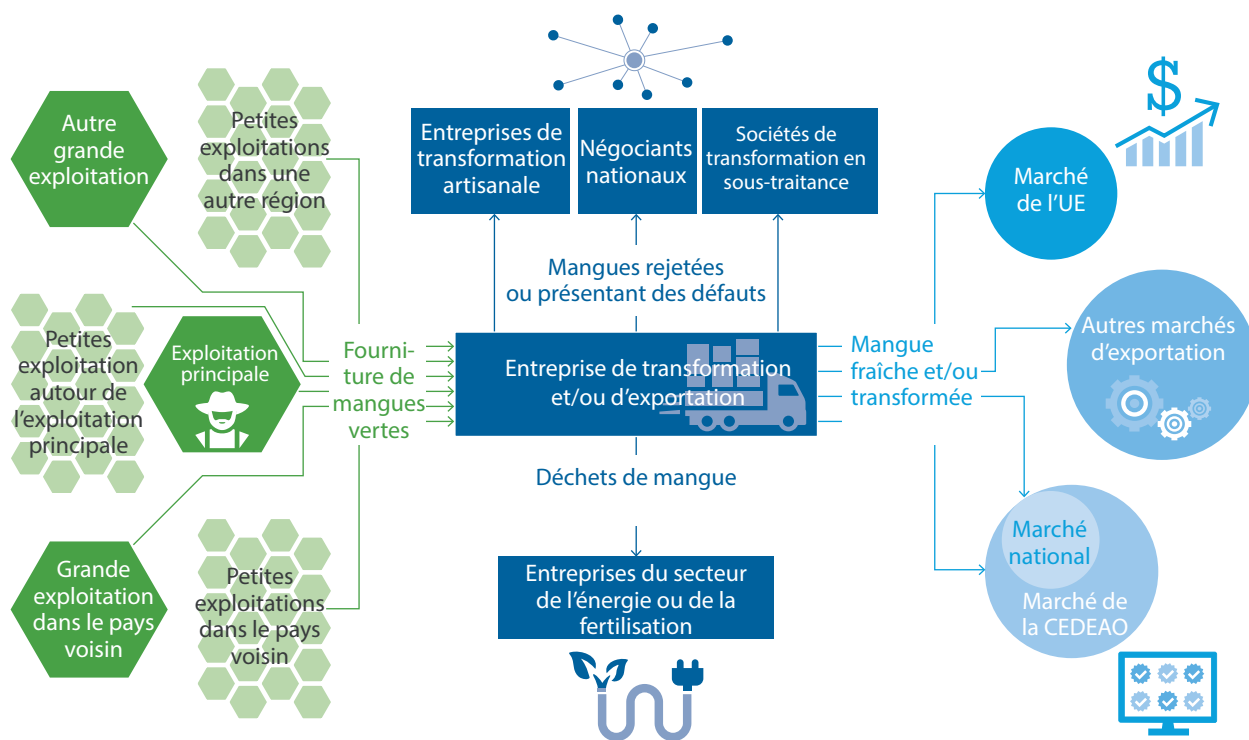 Autre
grande
exploitation
Petites
exploitations
dans une
autre région
Petites
exploitation
autour de
l'exploitation
principale
Exploitation
principale
Grande
exploitation
dans le pays
voisin
Petites
exploitations
dans le pays
voisin
Fourni-
ture de
mangues
vertes
Entreprises de
transformation
artisanale
Négociants
nationaux
Sociétés de
transformation en
sous-traitance
Mangues rejetées
ou présentant des défauts
Entreprise de transformation
et/ou d'exportation
Déchets de mangue
Entreprises du secteur
de l'énergie ou de la
fertilisation
Mangue
fraîche et/ou
transformée
$
Marché
de l'UE
Autres marchés
d'exportation
Marché
national
Marché de
la CEDEAO